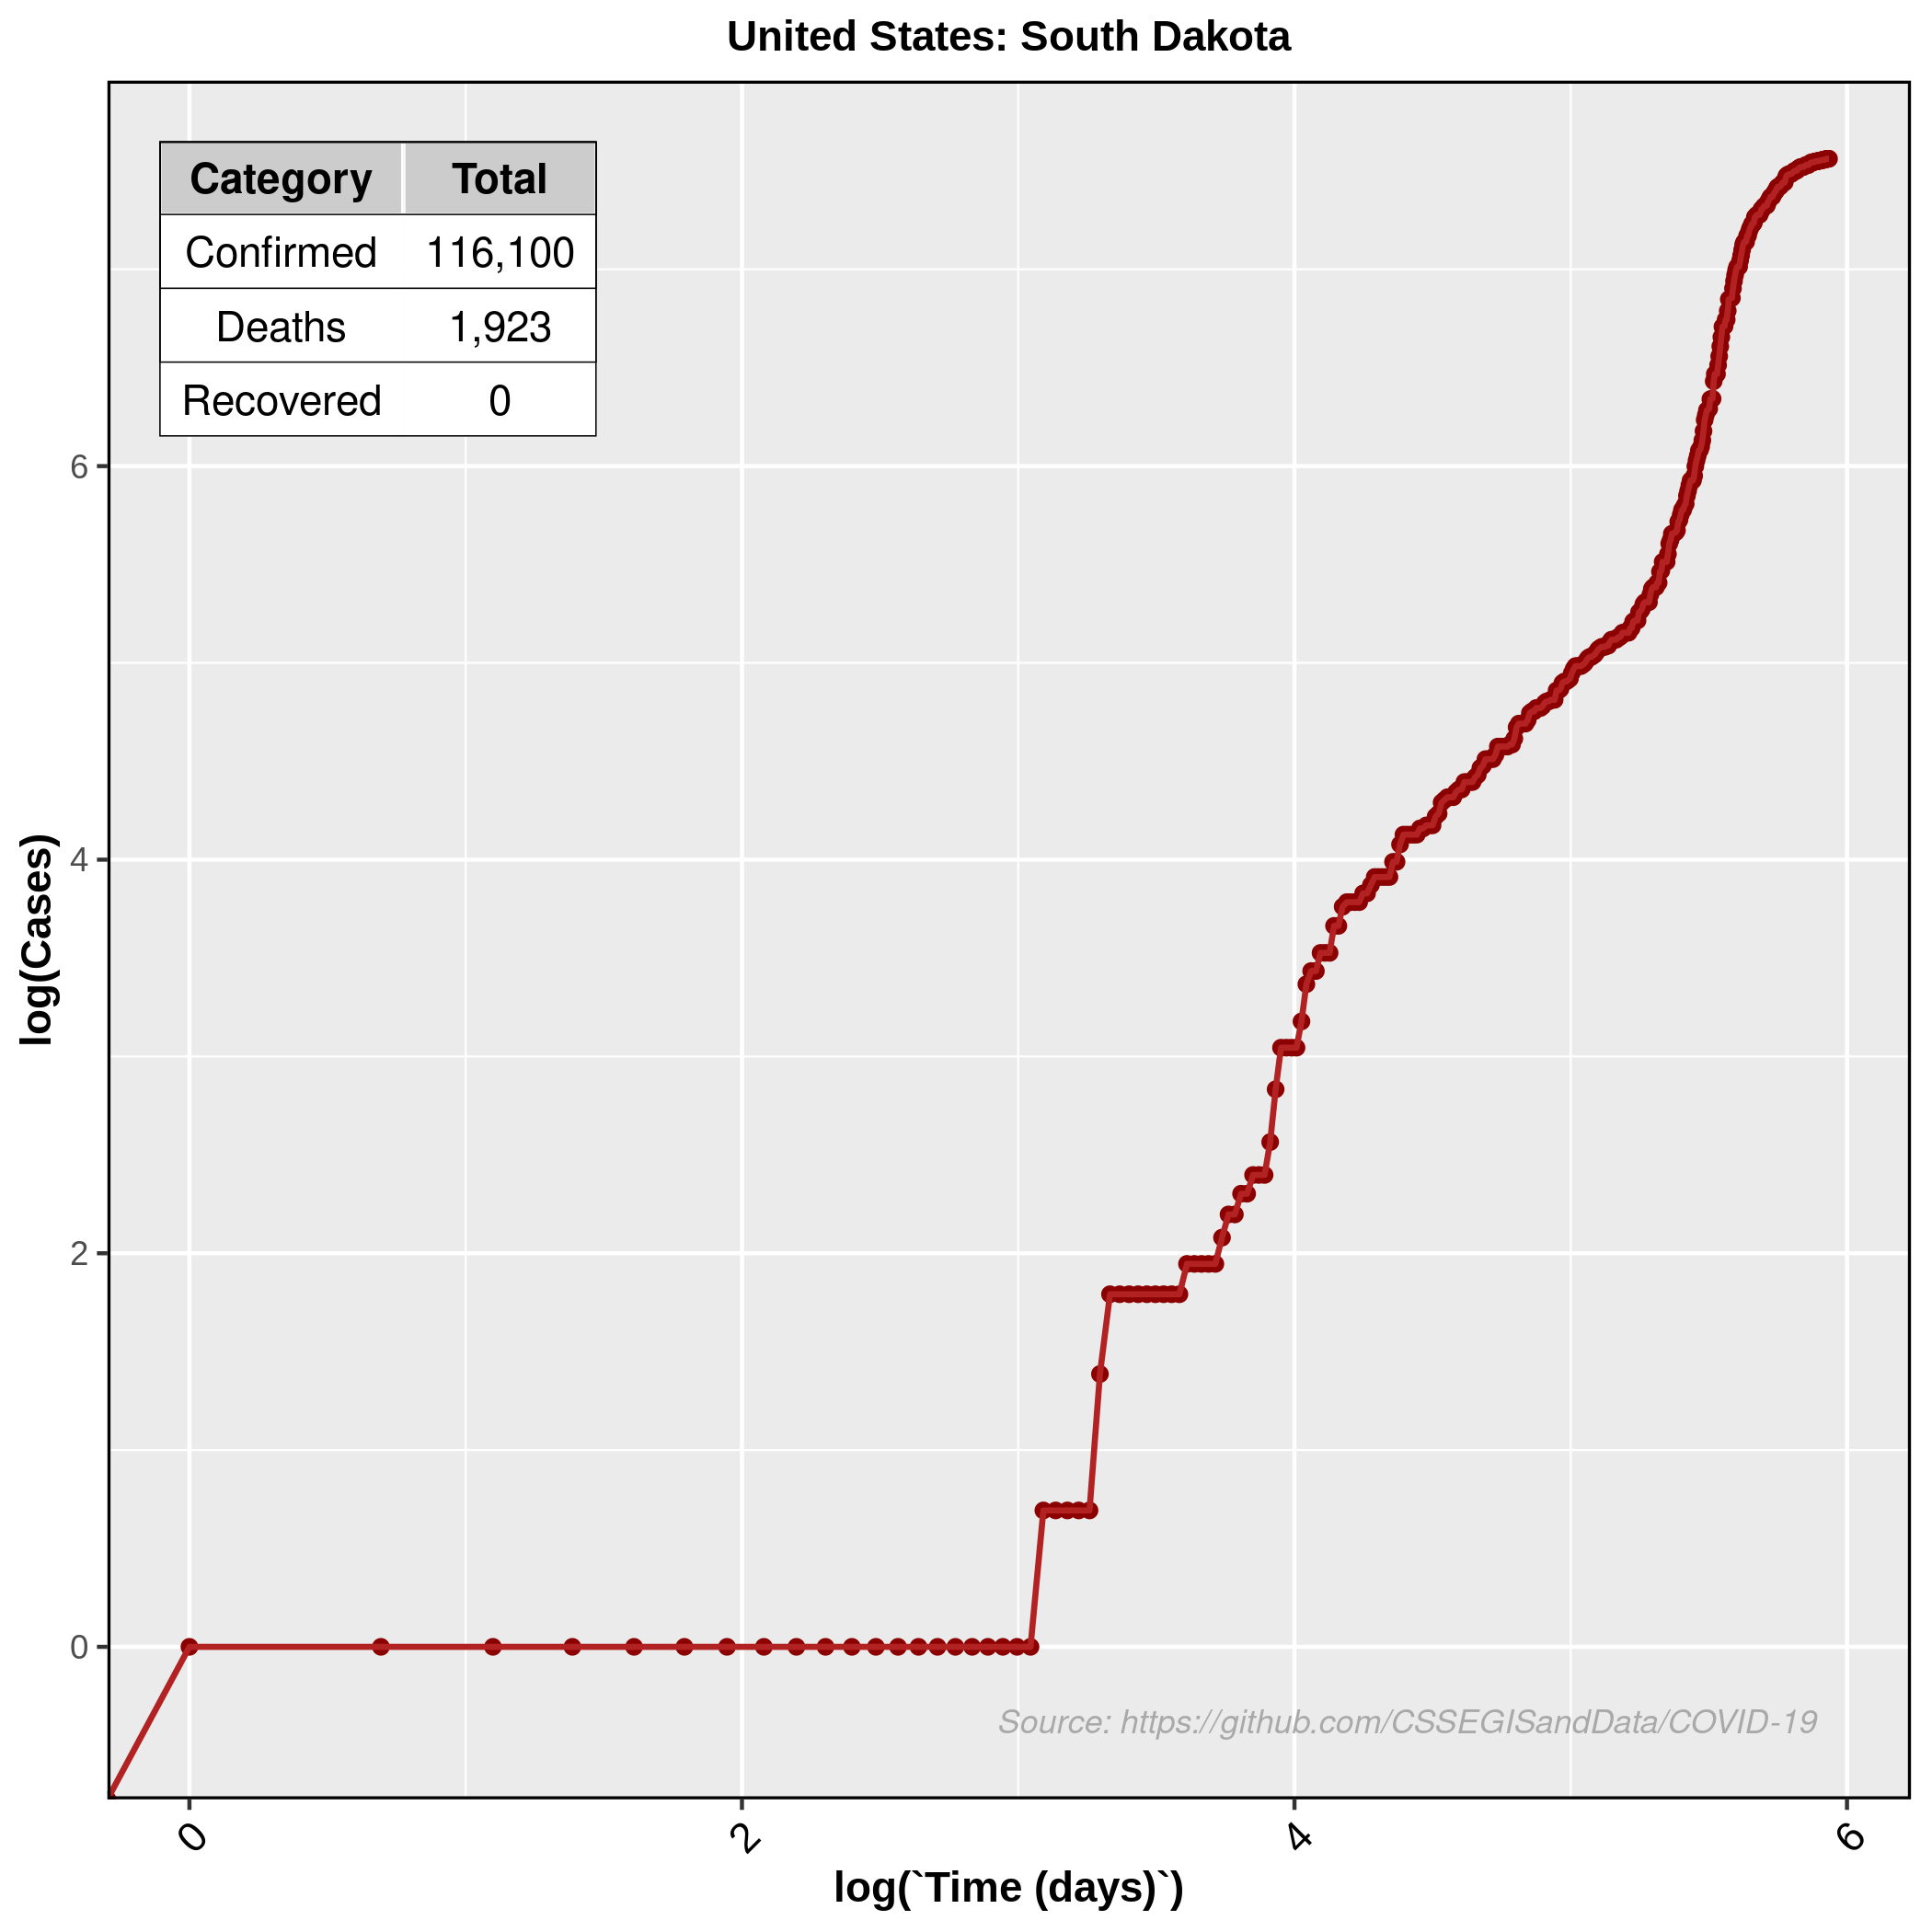 United States: South Dakota
Category Total
Confirmed 116,100
Deaths 1,923
Recovered 0
6
4
2
0
log(Cases)
Source: https://github.com/CSSEGISandData/COVID-19
0 2 4 6
log(`Time (days)`)